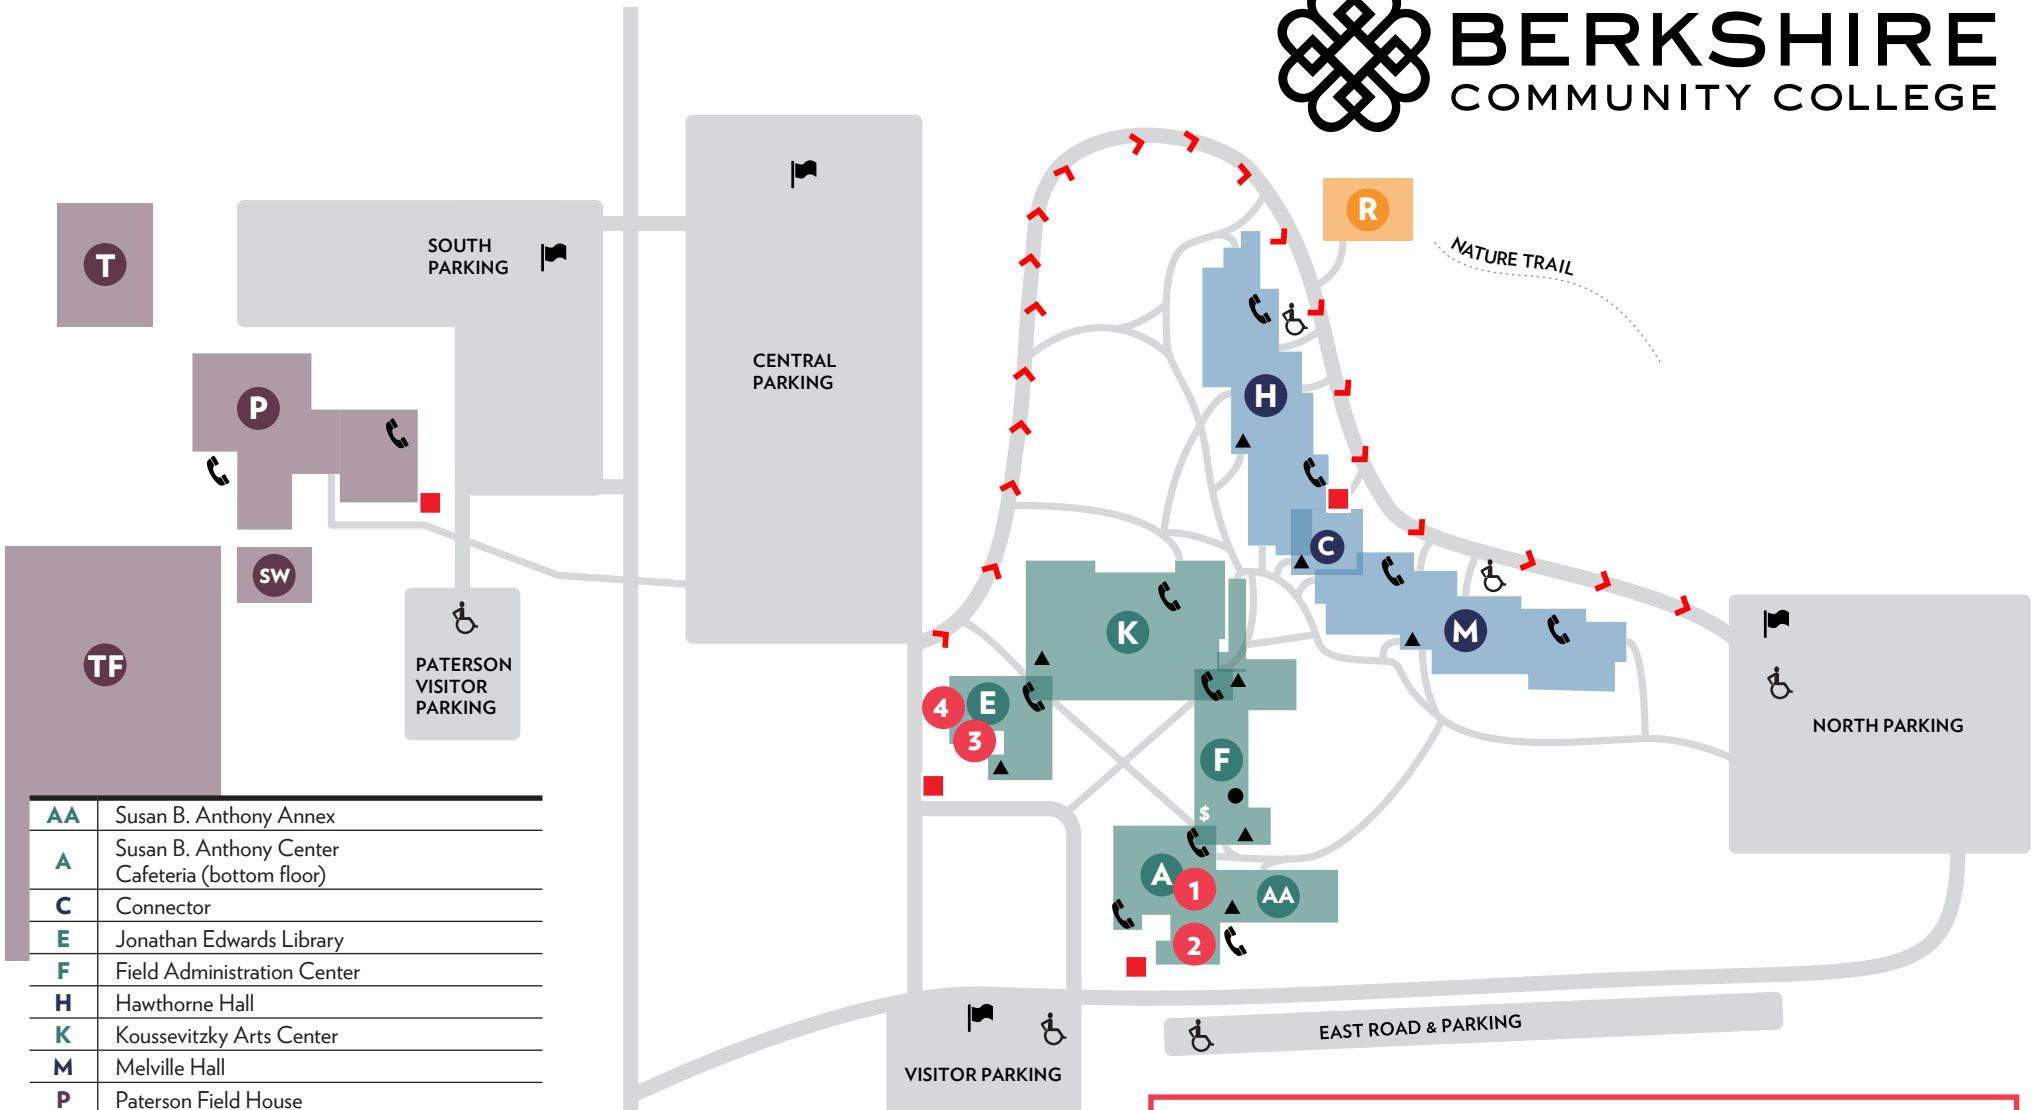 BERKSHIRE
COMMUNITY COLLEGE
R
NATURE TRAIL
T
SOUTH
PARKING
CENTRAL
PARKING
P
H
C
SW
K
M
TF
PATERSON
VISITOR
PARKING
4
E
3
NORTH PARKING
F
$
A
1
AA
2
EAST ROAD & PARKING
VISITOR PARKING
AA Susan B. Anthony Annex
A Susan B. Anthony Center
Cafeteria (bottom floor)
C Connector
E Jonathan Edwards Library
F Field Administration Center
H Hawthorne Hall
K Koussevitzky Arts Center
M Melville Hall
P Paterson Field House